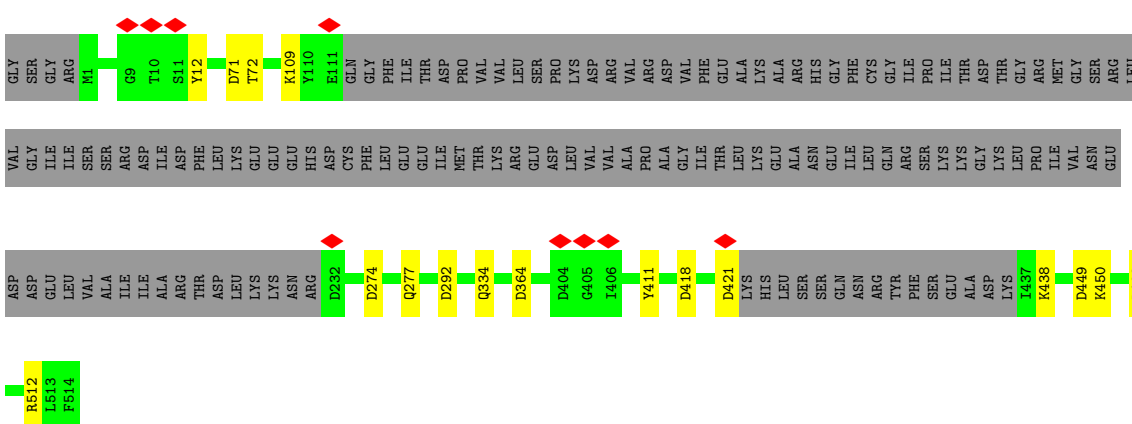 GLY SER GLY ARG M1 G9 T10 S11 Y12 D71 T72 K109 Y110 E111 GLN GLY PHE ILE THR ASP PRO VAL VAL LEU SER PRO LYS ASP ARG VAL ARG ASP VAL PHE GLU ALA LYS ALA ARG HIS GLY PHE CYS GLY ILE PRO ILE THR ASP THR GLY ARG MET GLY SER ARG LEU
VAL GLY ILE ILE SER SER ARG ASP ILE ASP PHE LEU LYS GLU GLU GLU HIS ASP CYS PHE LEU GLU GLU ILE MET THR LYS ARG GLU ASP LEU VAL VAL ALA PRO ALA GLY ILE THR LEU LYS GLU ALA ASN GLU ILE LEU GLN ARG SER LYS LYS GLY LYS LEU PRO ILE VAL ASN GLU
ASP ASP GLU LEU VAL ALA ILE ILE ALA ARG THR ASP LEU LYS LYS ASN ARG D232 D274 Q277 D292 Q334 D364 D404 G405 I406 Y411 D418 D421 LYS HIS LEU SER SER GLN ASN ARG TYR PHE SER GLU ALA ASP LYS I437 K438 D449 K450
R512 L513 F514